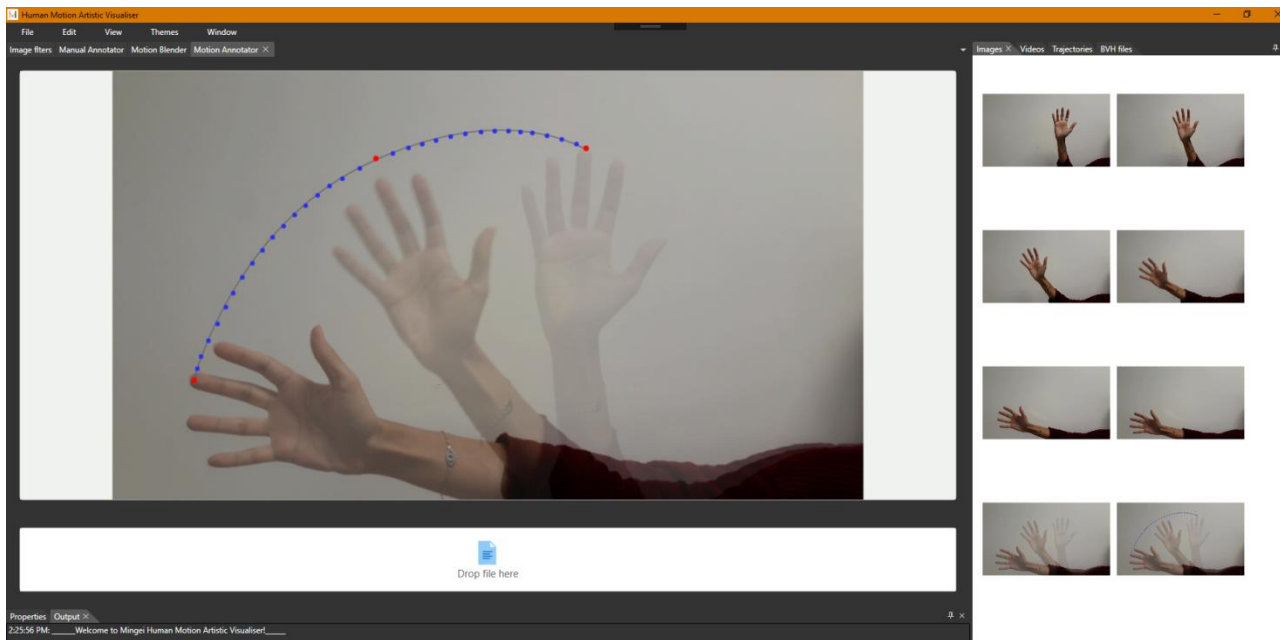 Human Motion Artistic Visualiser
File Edit View Themes Window
Image flters Manual Annotator Motion Blender Motion Annotator
Images Videos Trajectories BVH files
Drop file here
Properties Output
2:25:56 PM: _____Welcome to Mingei Human Motion Artistic Visualiser!_____